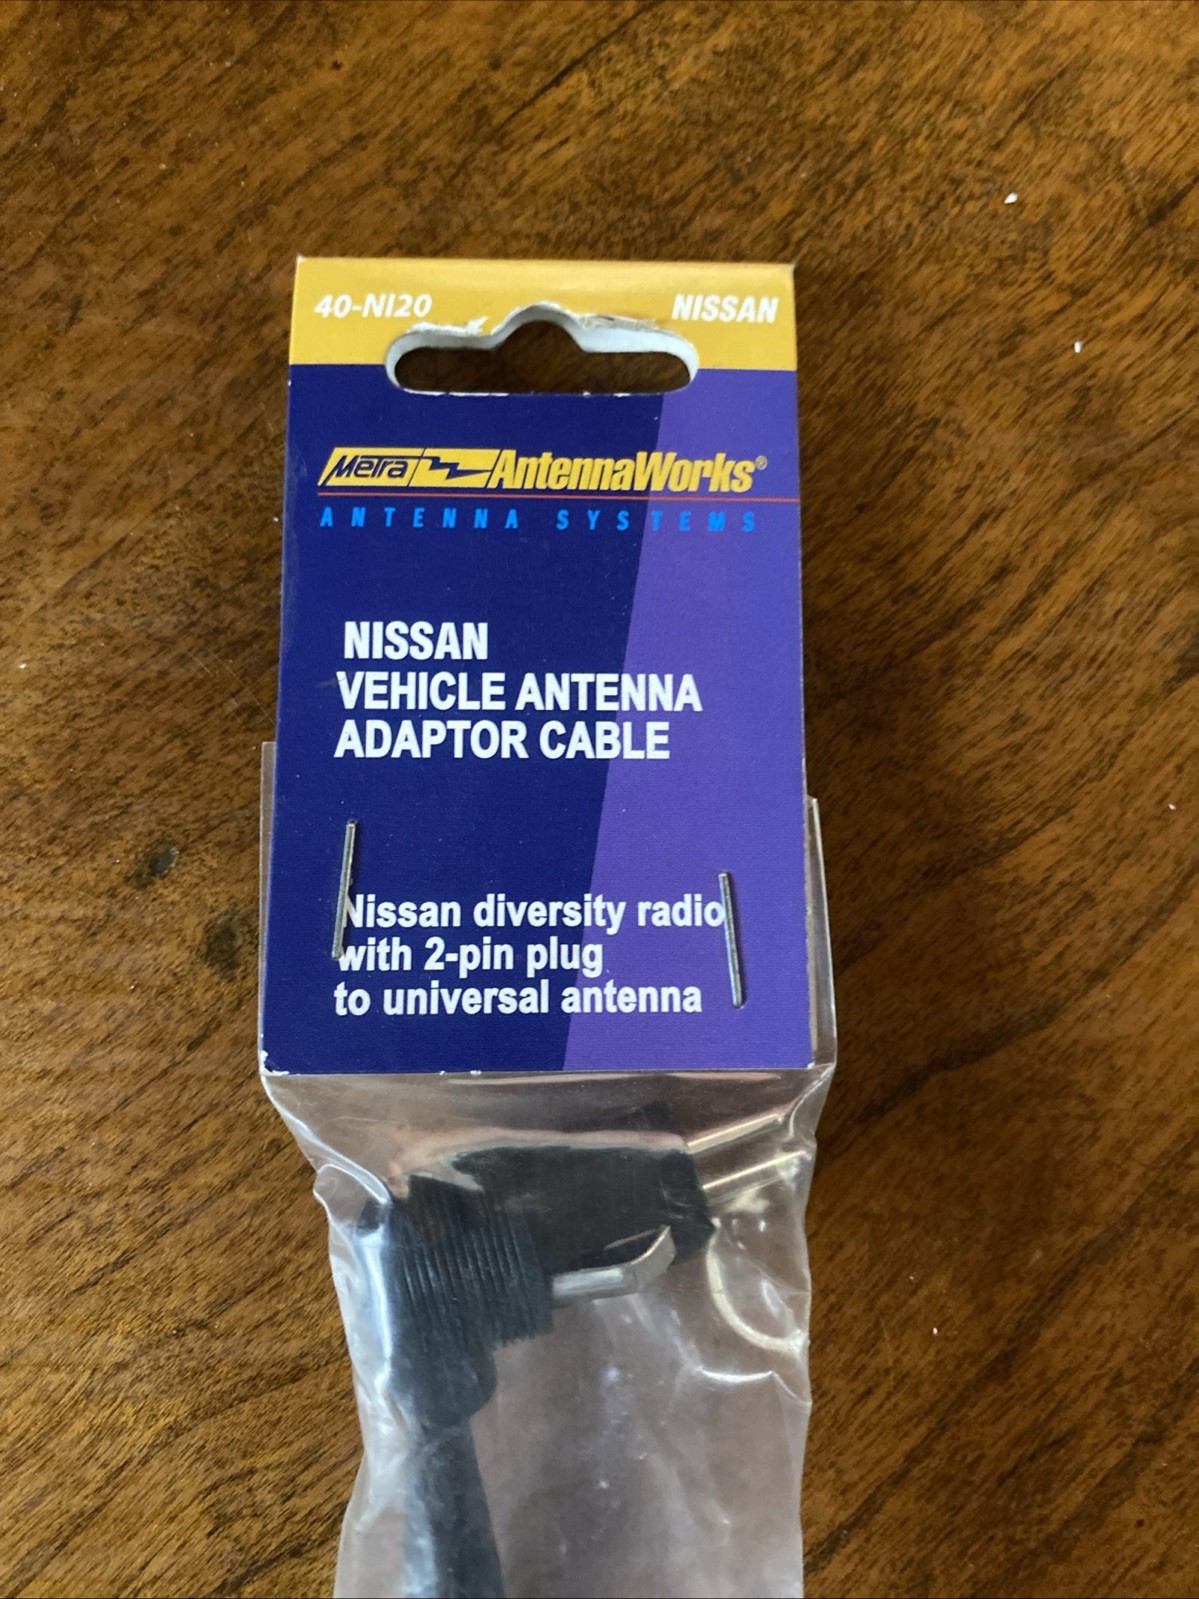 40-NI20 NISSAN
Metra AntennaWorks®
ANTENNA SYSTEMS
NISSAN
VEHICLE ANTENNA
ADAPTOR CABLE
Nissan diversity radio
with 2-pin plug
to universal antenna